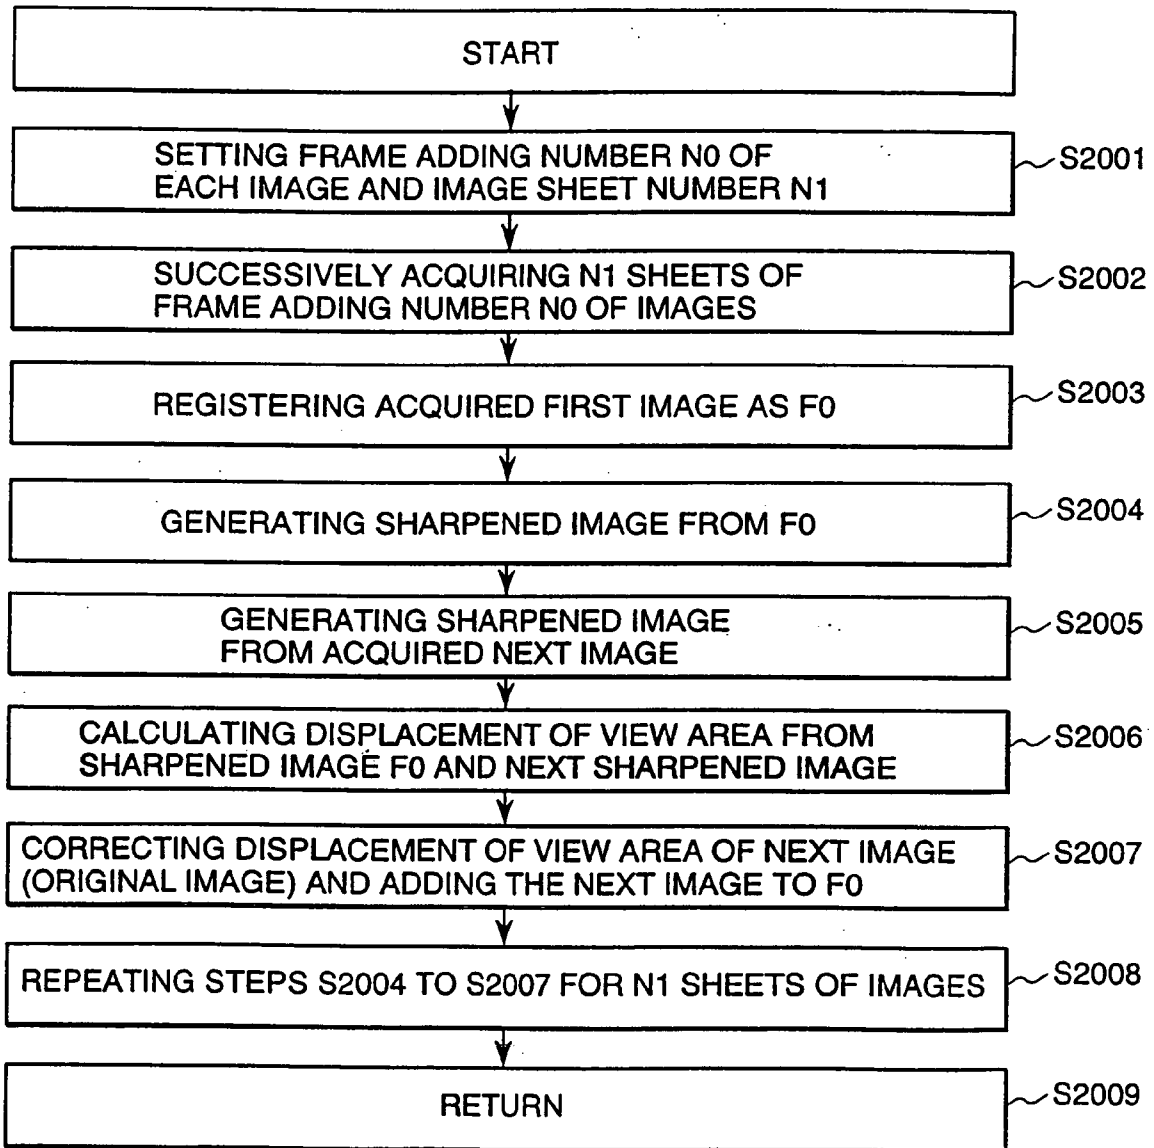 START
SETTING FRAME ADDING NUMBER N0 OF
EACH IMAGE AND IMAGE SHEET NUMBER N1
S2001
SUCCESSIVELY ACQUIRING N1 SHEETS OF
FRAME ADDING NUMBER N0 OF IMAGES
S2002
REGISTERING ACQUIRED FIRST IMAGE AS F0
S2003
GENERATING SHARPENED IMAGE FROM F0
S2004
GENERATING SHARPENED IMAGE
FROM ACQUIRED NEXT IMAGE
S2005
CALCULATING DISPLACEMENT OF VIEW AREA FROM
SHARPENED IMAGE F0 AND NEXT SHARPENED IMAGE
S2006
CORRECTING DISPLACEMENT OF VIEW AREA OF NEXT IMAGE
(ORIGINAL IMAGE) AND ADDING THE NEXT IMAGE TO F0
S2007
REPEATING STEPS S2004 TO S2007 FOR N1 SHEETS OF IMAGES
S2008
RETURN
S2009